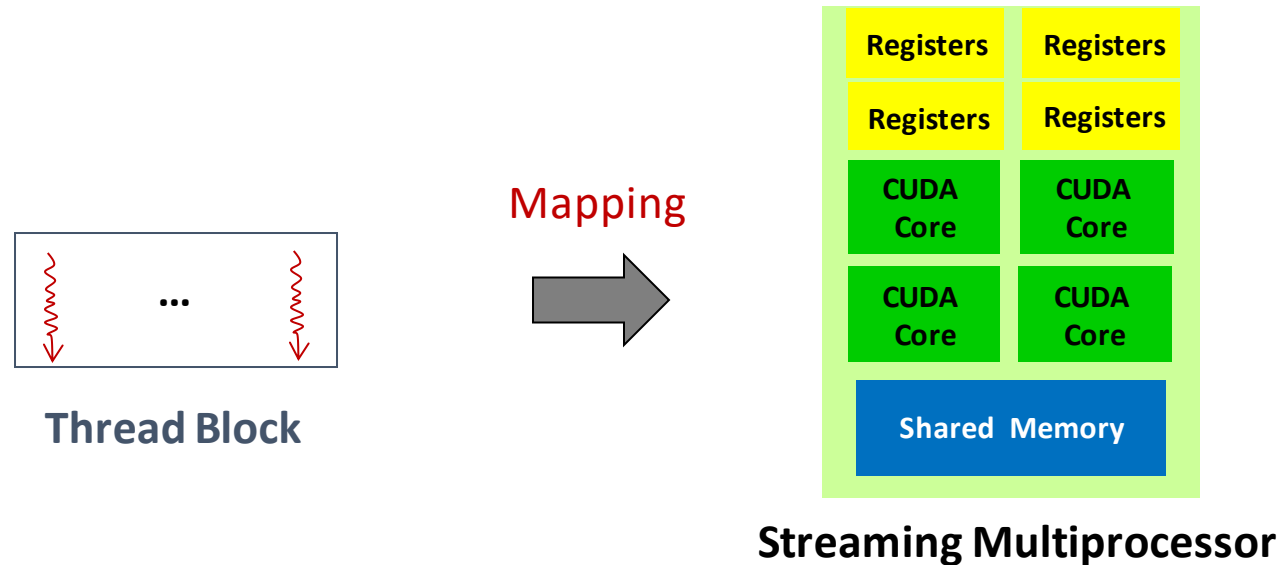 Registers Registers
Registers Registers
Mapping
CUDA
Core
CUDA
Core
...
CUDA
Core
CUDA
Core
Thread Block
Shared Memory
Streaming Multiprocessor